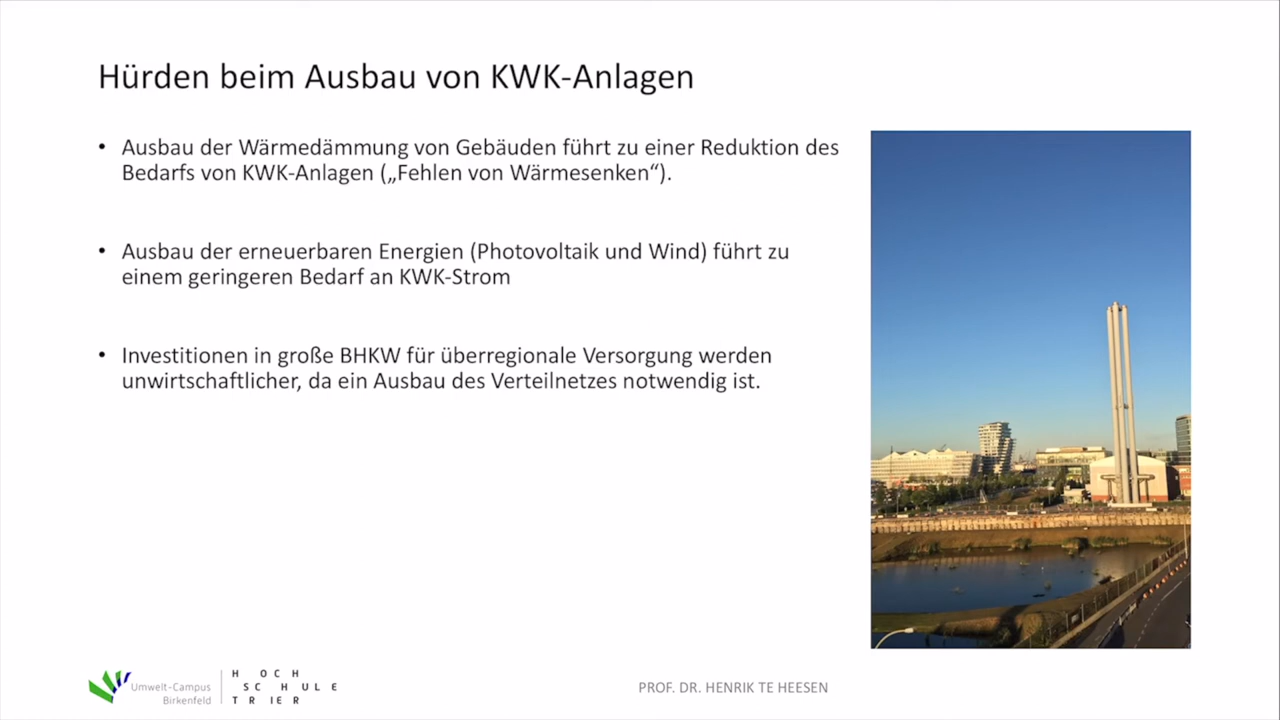 Hürden beim Ausbau von KWK-Anlagen
• Ausbau der Wärmedämmung von Gebäuden führt zu einer Reduktion des
Bedarfs von KWK-Anlagen („Fehlen von Wärmesenken“).
• Ausbau der erneuerbaren Energien (Photovoltaik und Wind) führt zu
einem geringeren Bedarf an KWK-Strom
• Investitionen in große BHKW für überregionale Versorgung werden
unwirtschaftlicher, da ein Ausbau des Verteilnetzes notwendig ist.
Umwelt-Campus
Birkenfeld
HOCH
SCHULE
TRIER
PROF. DR. HENRIK TE HEESEN